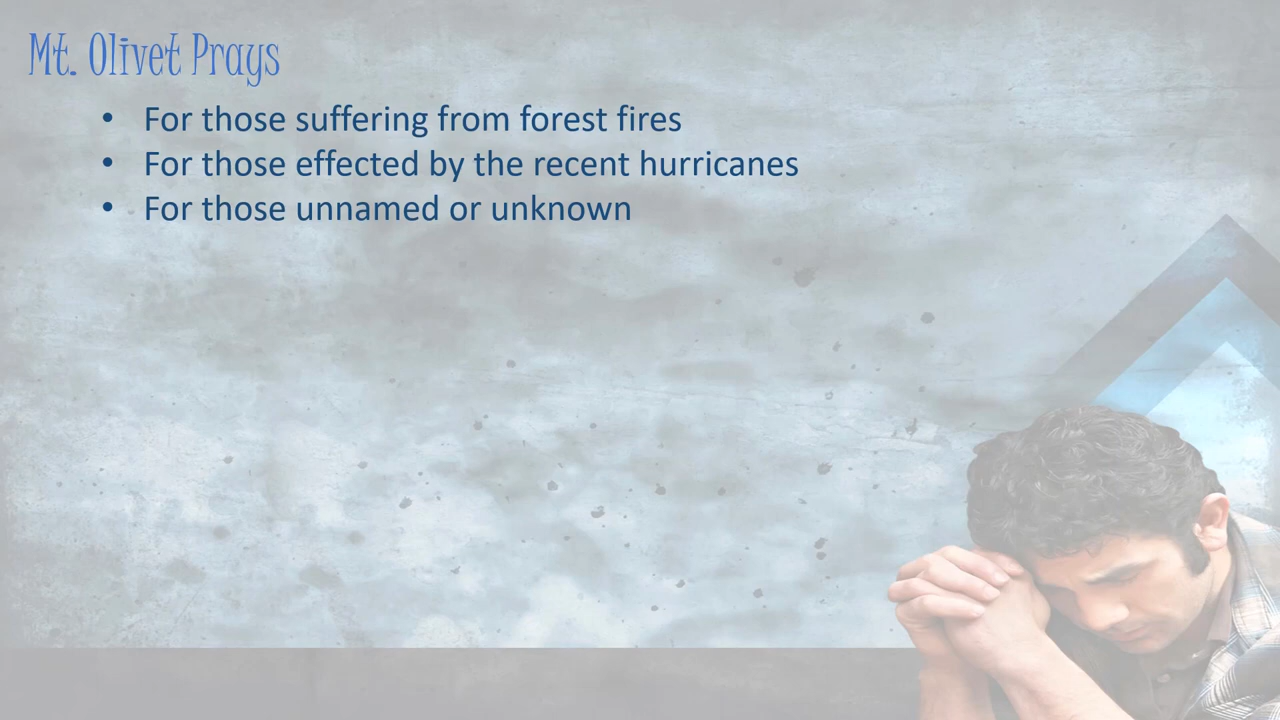 Mt. Olivet Prays
• For those suffering from forest fires
• For those effected by the recent hurricanes
• For those unnamed or unknown